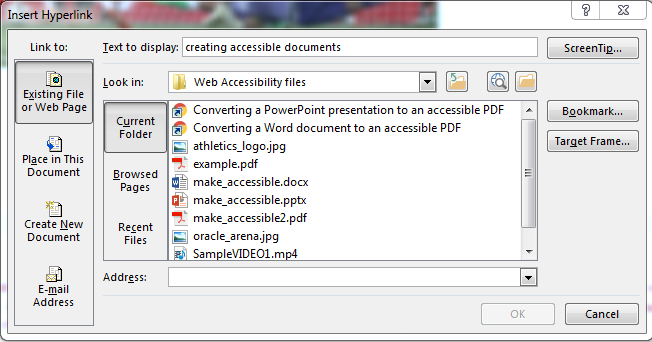 Insert Hyperlink
Link to:
Text to display: creating accessible documents
ScreenTip...
Existing File
or Web Page
Look in: Web Accessibility files
Bookmark...
Target Frame...
Place in This
Document
Create New
Document
E-mail
Address
Current
Folder
Browsed
Pages
Recent
Files
Converting a PowerPoint presentation to an accessible PDF
Converting a Word document to an accessible PDF
athletics_logo.jpg
example.pdf
make_accessible.docx
make_accessible.pptx
make_accessible2.pdf
oracle_arena.jpg
SampleVIDEO1.mp4
Address:
OK
Cancel